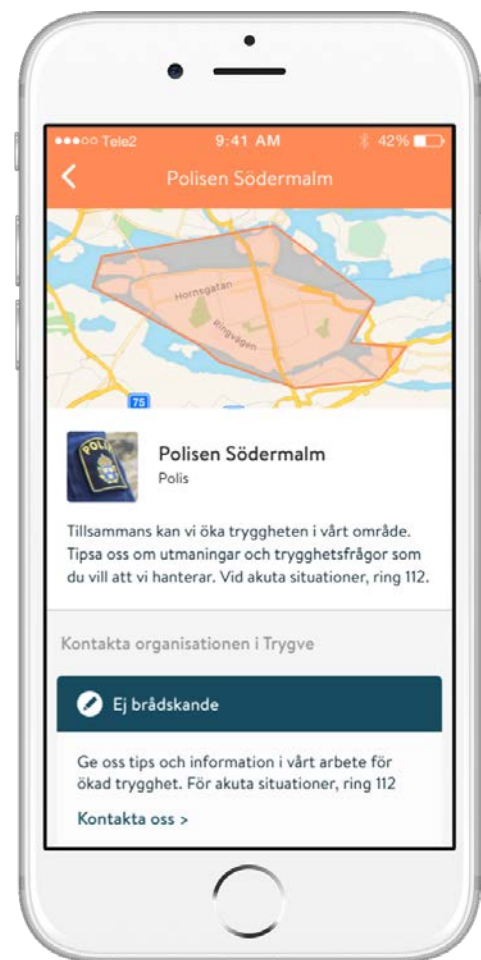 Tele2 9:41 AM 42%
Polisen Södermalm
Hornsgatan
Ringvägen
75
Polisen Södermalm
Polis
Tillsammans kan vi öka tryggheten i vårt område.
Tipsa oss om utmaningar och trygghetsfrågor som
du vill att vi hanterar. Vid akuta situationer, ring 112.
Kontakta organisationen i Trygve
Ej brådskande
Ge oss tips och information i vårt arbete för
ökad trygghet. För akuta situationer, ring 112
Kontakta oss >